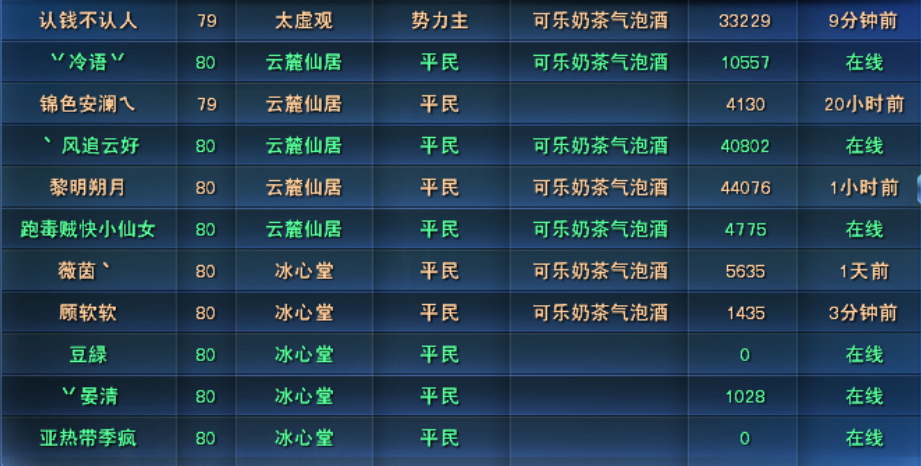 认钱不认人 79 太虚观 势力主 可乐奶茶气泡酒 33229 9分钟前
丷冷语丷 80 云麓仙居 平民 可乐奶茶气泡酒 10557 在线
锦色安澜乀 79 云麓仙居 平民 4130 20小时前
丶风追云好 80 云麓仙居 平民 可乐奶茶气泡酒 40802 在线
黎明朔月 80 云麓仙居 平民 可乐奶茶气泡酒 44076 1小时前
跑毒贼快小仙女 80 云麓仙居 平民 可乐奶茶气泡酒 4775 在线
薇茵丶 80 冰心堂 平民 可乐奶茶气泡酒 5635 1天前
顾软软 80 冰心堂 平民 可乐奶茶气泡酒 1435 3分钟前
豆緑 80 冰心堂 平民 0 在线
丷晏清 80 冰心堂 平民 1028 在线
亚热带季疯 80 冰心堂 平民 0 在线